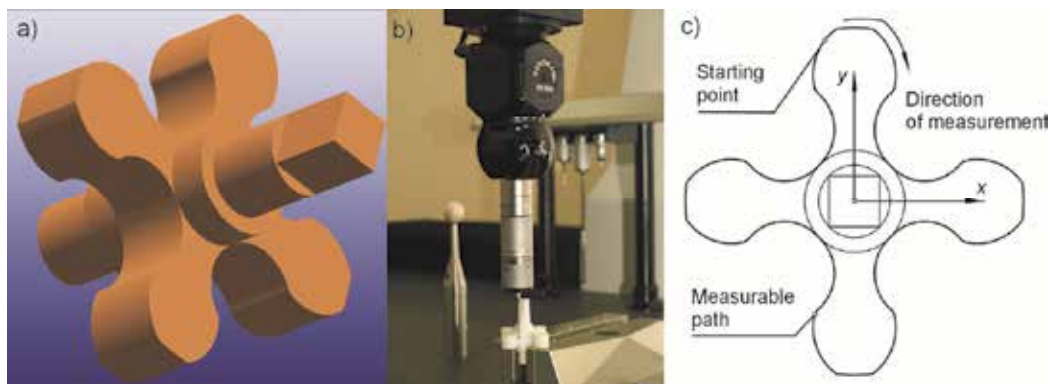 a)
b)
c)
Starting
point
y
Direction
of measurement
x
Measurable
path